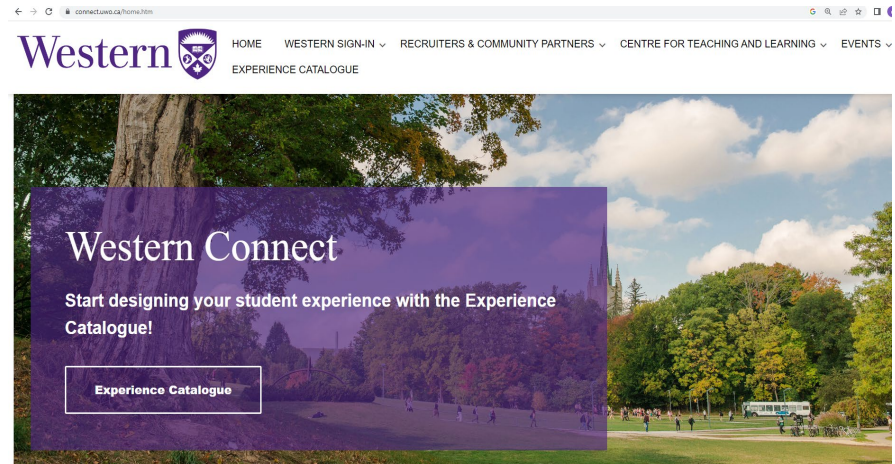 connect.uwo.ca/home.htm
Western
HOME WESTERN SIGN-IN RECRUITERS & COMMUNITY PARTNERS CENTRE FOR TEACHING AND LEARNING EVENTS
EXPERIENCE CATALOGUE
Western Connect
Start designing your student experience with the Experience
Catalogue!
Experience Catalogue